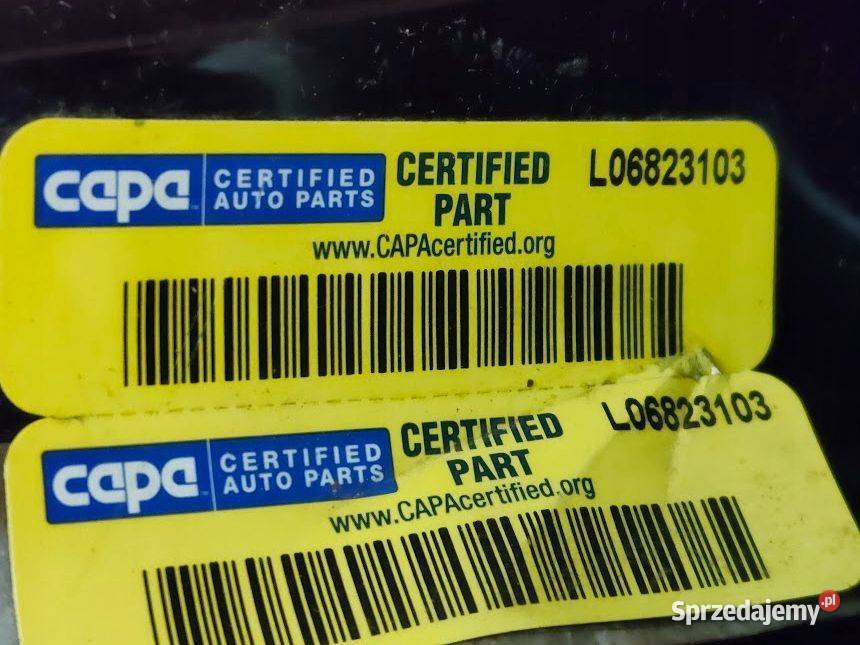 capa CERTIFIED AUTO PARTS
CERTIFIED PART
L06823103
www.CAPAcertified.org
capa CERTIFIED AUTO PARTS
CERTIFIED PART
L06823103
www.CAPAcertified.org
Sprzedajemy.pl